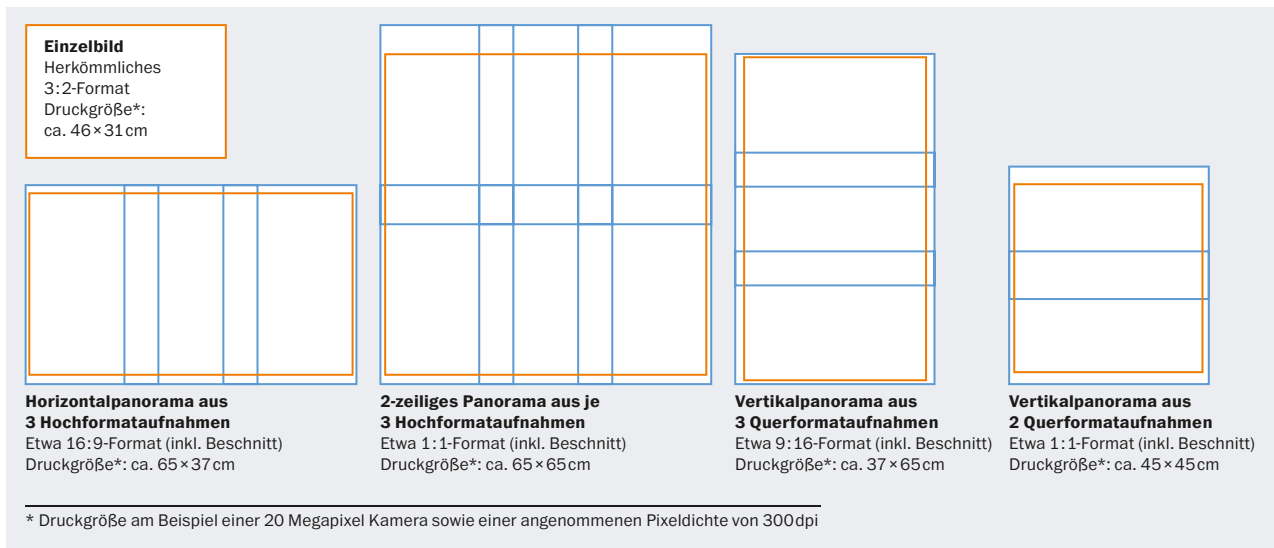 Einzelbild
Herkömmliches
3:2-Format
Druckgröße*:
ca. 46×31cm
Horizontalpanorama aus
3 Hochformataufnahmen
Etwa 16:9-Format (inkl. Beschnitt)
Druckgröße*: ca. 65×37cm
2-zeiliges Panorama aus je
3 Hochformataufnahmen
Etwa 1:1-Format (inkl. Beschnitt)
Druckgröße*: ca. 65×65cm
Vertikalpanorama aus
3 Querformataufnahmen
Etwa 9:16-Format (inkl. Beschnitt)
Druckgröße*: ca. 37×65cm
Vertikalpanorama aus
2 Querformataufnahmen
Etwa 1:1-Format (inkl. Beschnitt)
Druckgröße*: ca. 45×45cm
* Druckgröße am Beispiel einer 20 Megapixel Kamera sowie einer angenommenen Pixeldichte von 300dpi